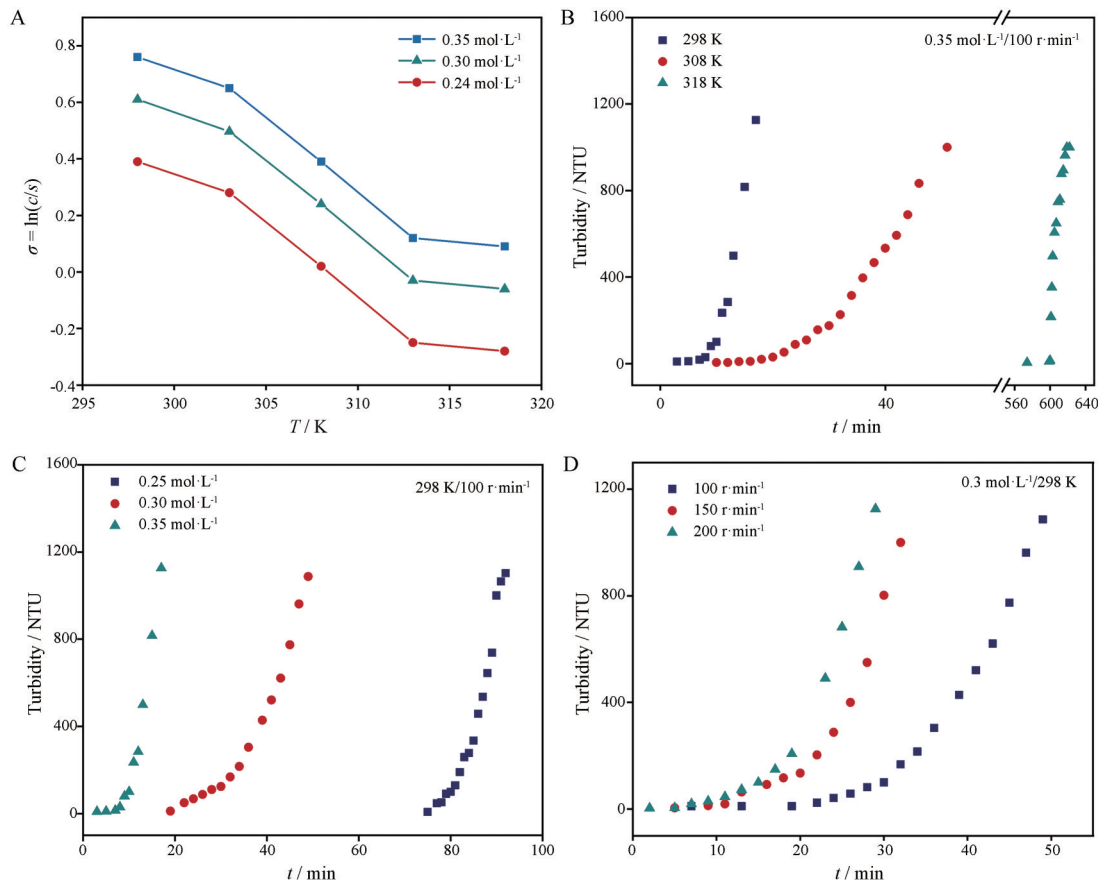 A
0.35 mol·L⁻¹
0.30 mol·L⁻¹
0.24 mol·L⁻¹
0.8
0.6
0.4
0.2
0.0
-0.2
-0.4
σ = ln(c/s)
295
300
305
310
315
320
T / K
B
298 K
308 K
318 K
0.35 mol·L⁻¹/100 r·min⁻¹
1600
1200
800
400
0
Turbidity / NTU
0
40
560
600
640
t / min
C
0.25 mol·L⁻¹
0.30 mol·L⁻¹
0.35 mol·L⁻¹
298 K/100 r·min⁻¹
1600
1200
800
400
0
Turbidity / NTU
0
20
40
60
80
100
t / min
D
100 r·min⁻¹
150 r·min⁻¹
200 r·min⁻¹
0.3 mol·L⁻¹/298 K
1200
800
400
0
Turbidity / NTU
0
10
20
30
40
50
t / min